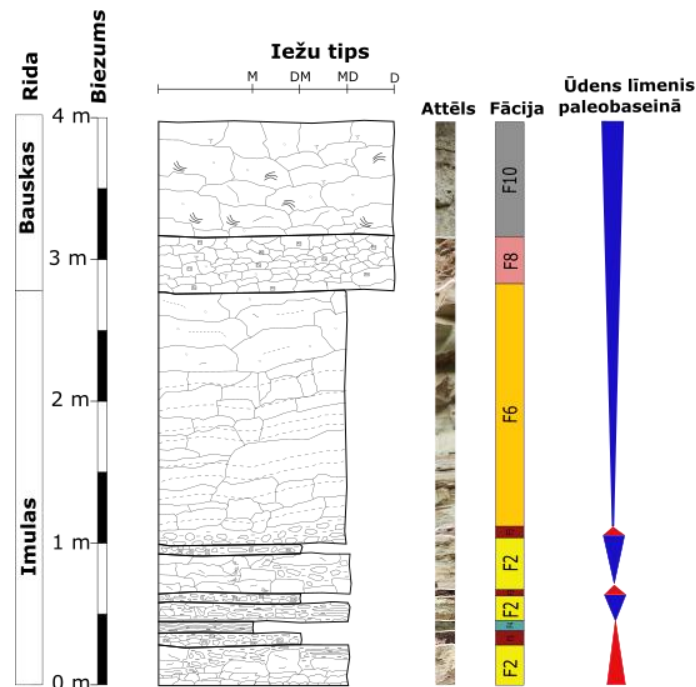 Iežu tips
M DM MD D
Rida
Biezums
Attēls
Fācija
Ūdens līmenis
paleobaseinā
Bauskas
Imulas
4 m
3 m
2 m
1 m
0 m
F10
F8
F6
F2
F2
F2